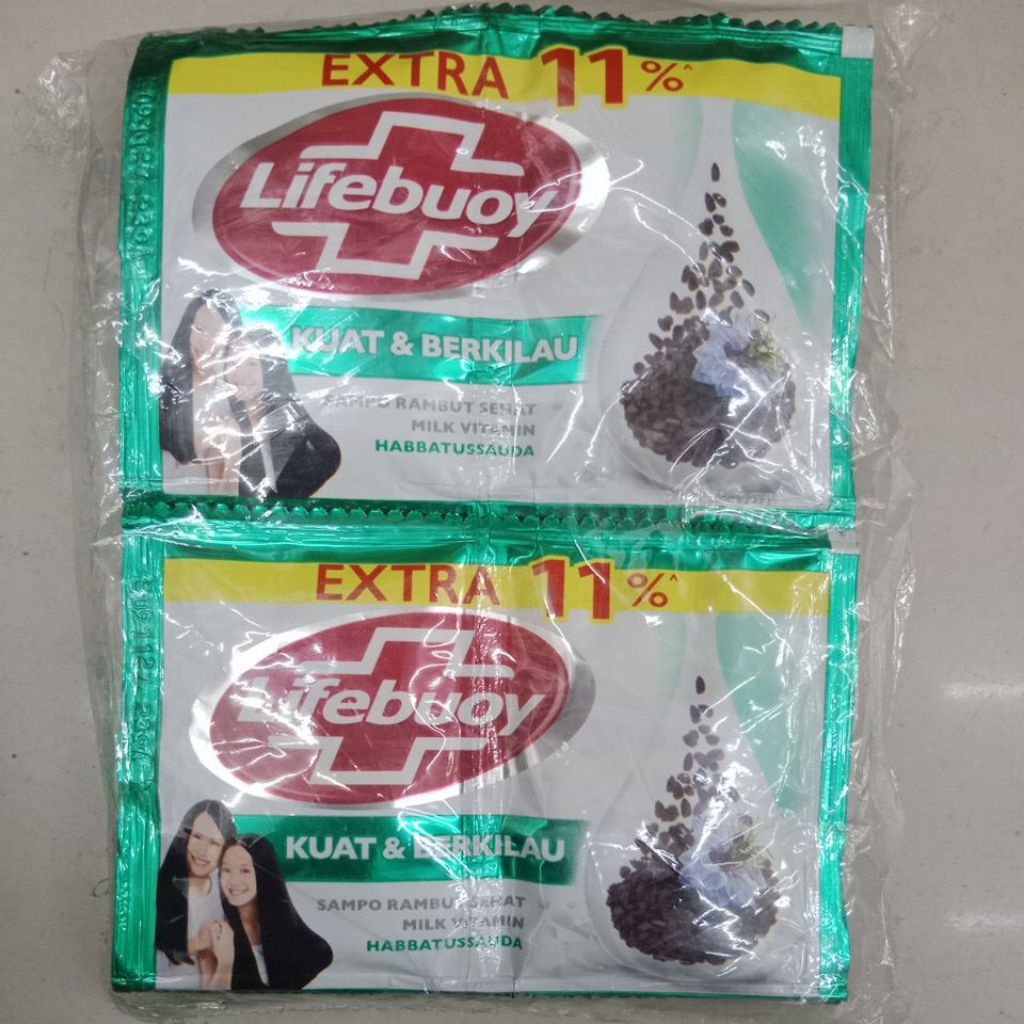 EXTRA 11%^
Lifebuoy
KUAT & BERKILAU
SAMPO RAMBUT SEHAT
MILK VITAMIN
HABBATUSSAUDA
EXTRA 11%^
Lifebuoy
KUAT & BERKILAU
SAMPO RAMBUT SEHAT
MILK VITAMIN
HABBATUSSAUDA